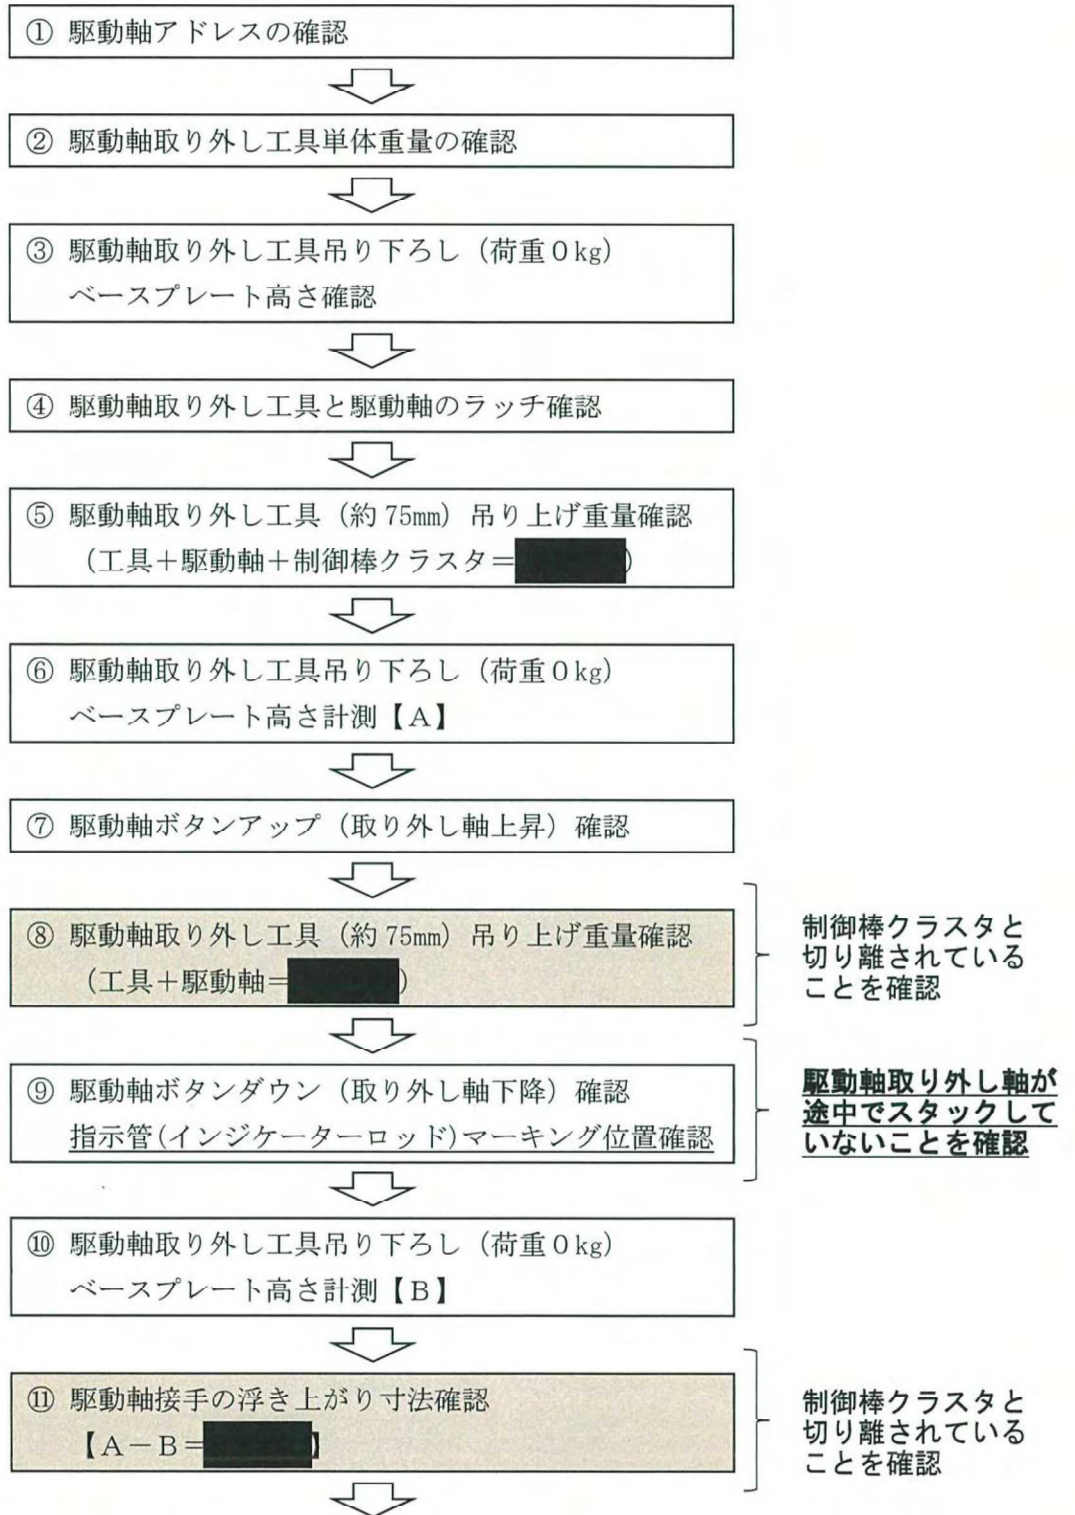 ① 駆動軸アドレスの確認
② 駆動軸取り外し工具単体重量の確認
③ 駆動軸取り外し工具吊り下ろし（荷重０kg）
ベースプレート高さ確認
④ 駆動軸取り外し工具と駆動軸のラッチ確認
⑤ 駆動軸取り外し工具（約75mm）吊り上げ重量確認
（工具＋駆動軸＋制御棒クラスタ＝）
⑥ 駆動軸取り外し工具吊り下ろし（荷重０kg）
ベースプレート高さ計測【Ａ】
⑦ 駆動軸ボタンアップ（取り外し軸上昇）確認
⑧ 駆動軸取り外し工具（約75mm）吊り上げ重量確認
（工具＋駆動軸＝）
制御棒クラスタと
切り離されている
ことを確認
⑨ 駆動軸ボタンダウン（取り外し軸下降）確認
指示管(インジケーターロッド)マーキング位置確認
駆動軸取り外し軸が
途中でスタックして
いないことを確認
⑩ 駆動軸取り外し工具吊り下ろし（荷重０kg）
ベースプレート高さ計測【Ｂ】
⑪ 駆動軸接手の浮き上がり寸法確認
【Ａ－Ｂ＝】
制御棒クラスタと
切り離されている
ことを確認